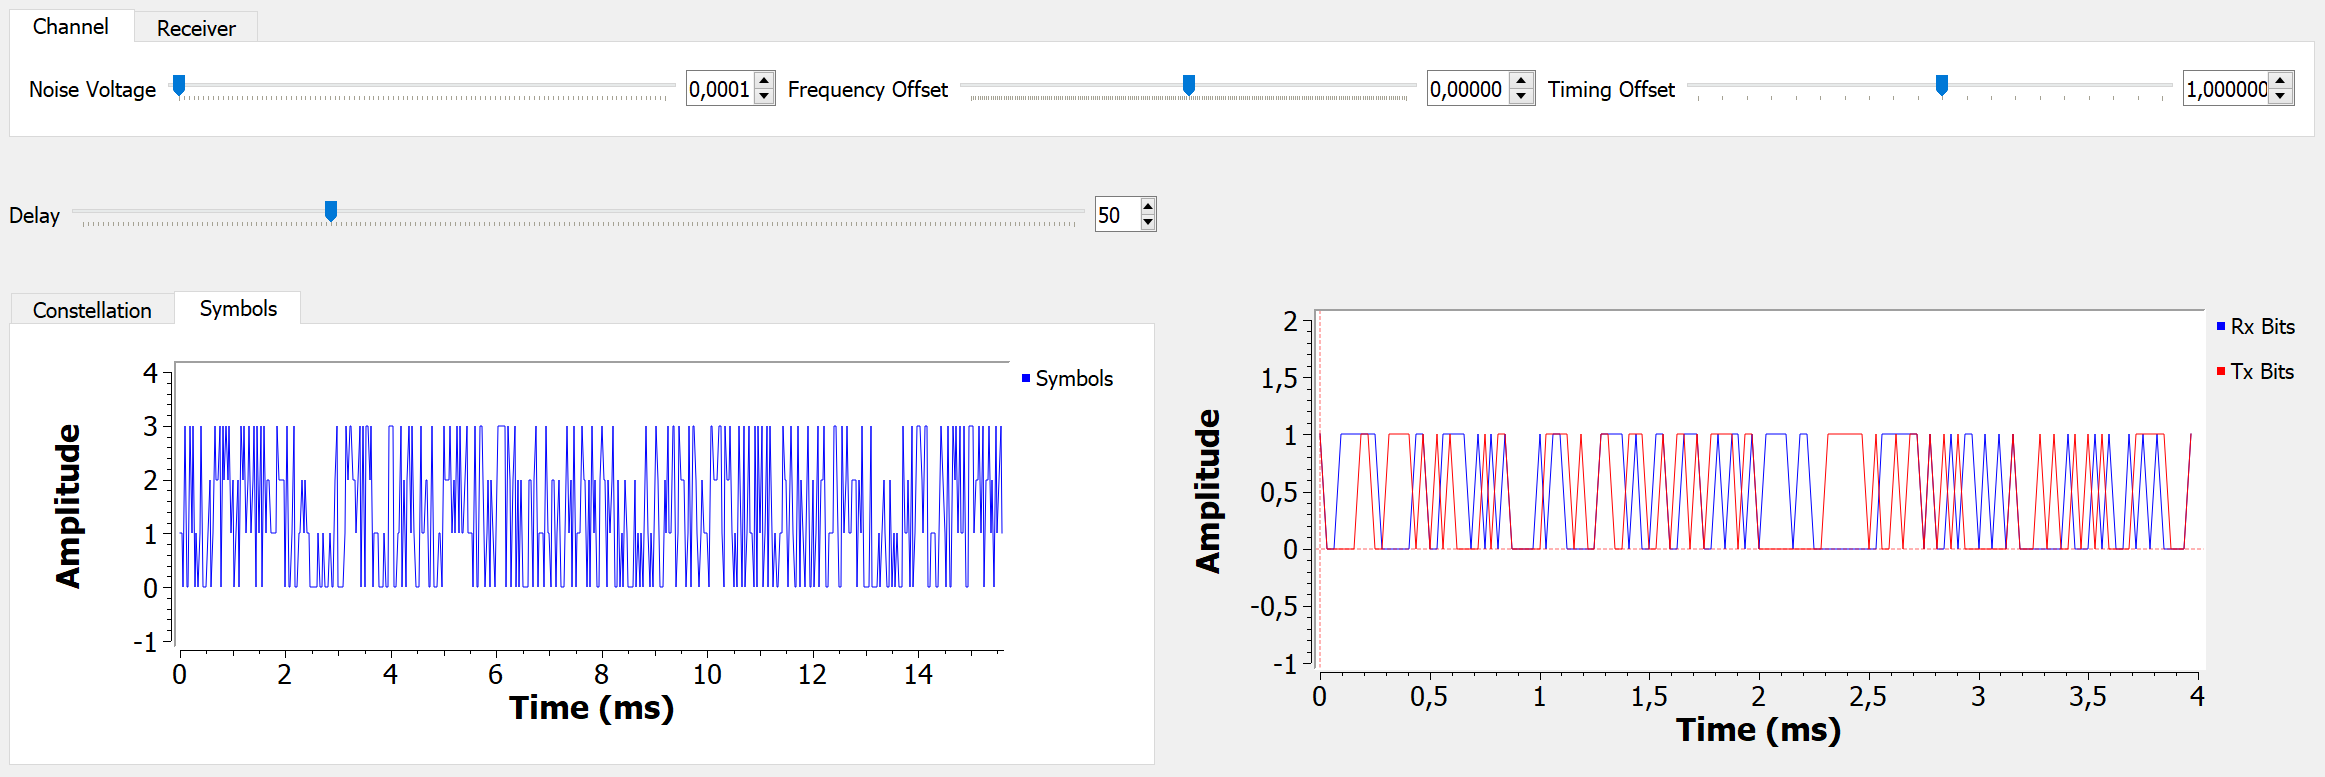 Channel
Receiver
Noise Voltage
0,0001
Frequency Offset
0,00000
Timing Offset
1,000000
Delay
50
Constellation
Symbols
4
3
2
1
0
-1
Amplitude
0 2 4 6 8 10 12 14
Time (ms)
Symbols
2
1,5
1
0,5
0
-0,5
-1
Amplitude
0 0,5 1 1,5 2 2,5 3 3,5 4
Time (ms)
Rx Bits
Tx Bits